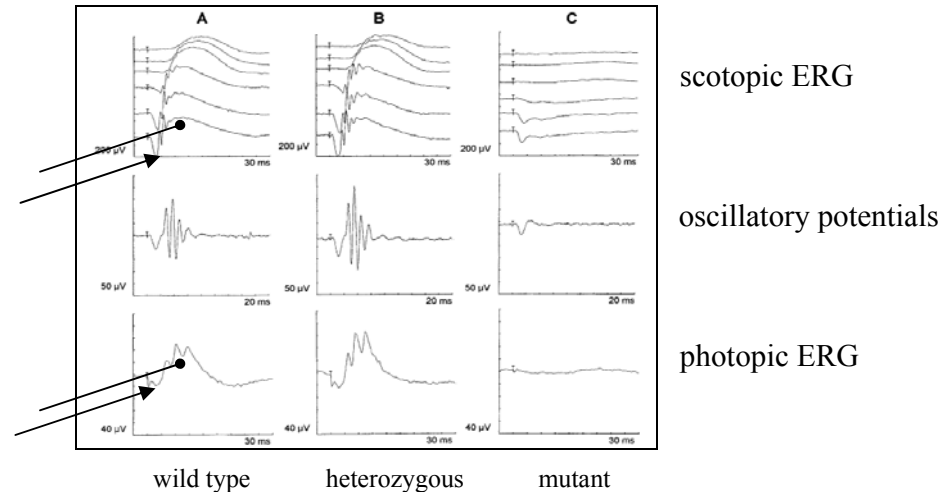 A B C
scotopic ERG
200 µV 200 µV 200 µV
30 ms 30 ms 30 ms
oscillatory potentials
50 µV 50 µV 50 µV
20 ms 20 ms 20 ms
photopic ERG
40 µV 40 µV 40 µV
30 ms 30 ms 30 ms
wild type heterozygous mutant